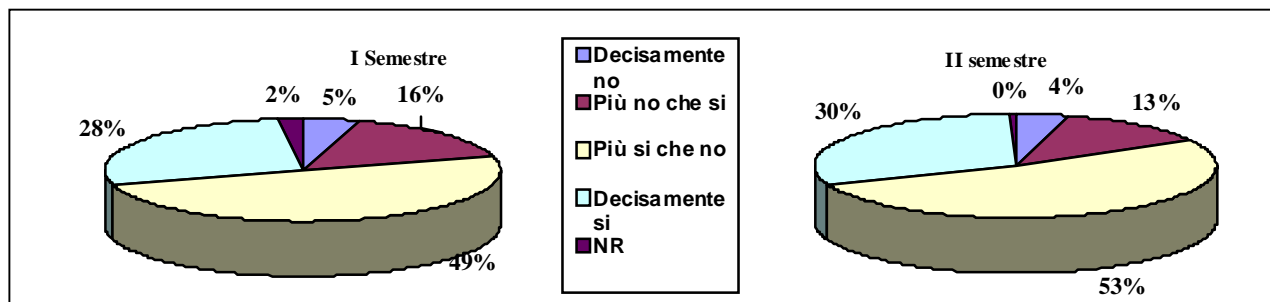 I Semestre
2%
5%
16%
28%
49%
Decisamente
no
Più no che si
Più si che no
Decisamente
si
NR
II semestre
0%
4%
13%
30%
53%